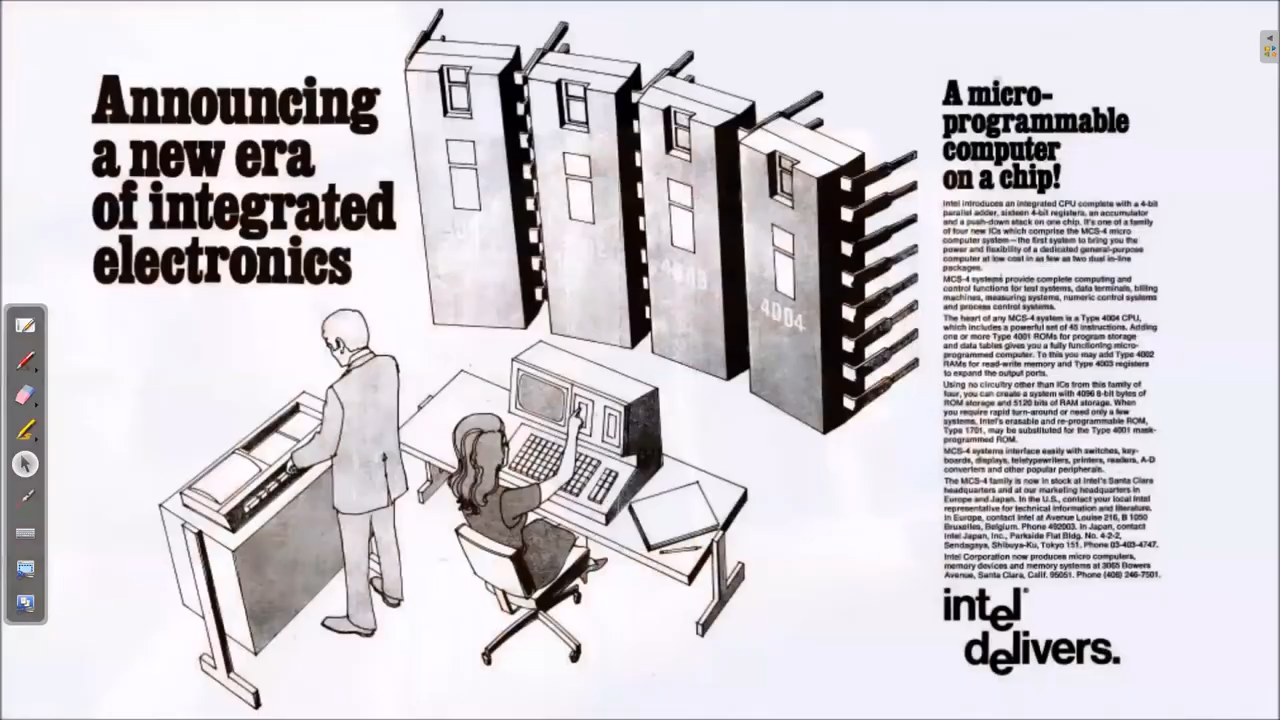 Announcing
a new era
of integrated
electronics
4004
A micro-
programmable
computer
on a chip!
Intel introduces an integrated CPU complete with a 4-bit
parallel adder, sixteen 4-bit registers, an accumulator
and a push-down stack on one chip. It's one of a family
of four new ICs which comprise the MCS-4 micro
computer system—the first system to bring you the
power and flexibility of a dedicated general-purpose
computer at low cost in as few as two dual in-line
packages.
MCS-4 systems provide complete computing and
control functions for test systems, data terminals, billing
machines, measuring systems, numeric control systems
and process control systems.
The heart of any MCS-4 system is a Type 4004 CPU,
which includes a powerful set of 45 instructions. Adding
one or more Type 4001 ROMs for program storage
and data tables gives you a fully functioning micro-
programmed computer. To this you may add Type 4002
RAMs for read-write memory and Type 4003 registers
to expand the output ports.
Using no circuitry other than ICs from this family of
four, you can create a system with 4096 8-bit bytes of
ROM storage and 5120 bits of RAM storage. When
you require rapid turn-around or need only a few
systems, Intel's erasable and re-programmable ROM,
Type 1701, may be substituted for the Type 4001 mask-
programmed ROM.
MCS-4 systems interface easily with switches, key-
boards, displays, teletypewriters, printers, readers, A-D
converters and other popular peripherals.
The MCS-4 family is now in stock at Intel's Santa Clara
headquarters and at our marketing headquarters in
Europe and Japan. In the U.S., contact your local Intel
representative for technical information and literature.
In Europe, contact Intel at Avenue Louise 216, B 1050
Bruxelles, Belgium. Phone 492003. In Japan, contact
Intel Japan, Inc., Parkside Flat Bldg. No. 4-2-2,
Sendagaya, Shibuya-Ku, Tokyo 151. Phone 03-403-4747.
Intel Corporation now produces micro computers,
memory devices and memory systems at 3065 Bowers
Avenue, Santa Clara, Calif. 95051. Phone (408) 246-7501.
intel
delivers.